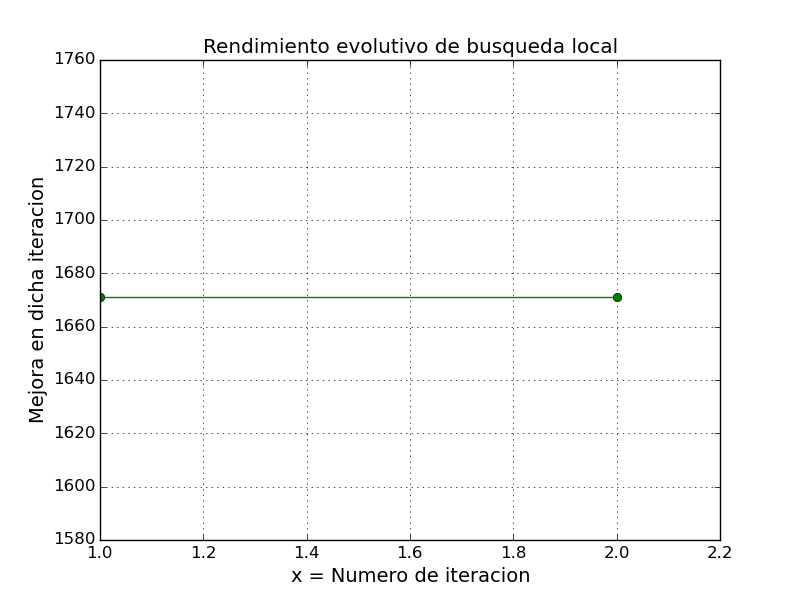 Rendimiento evolutivo de busqueda local
1760
1740
1720
1700
1680
1660
1640
1620
1600
1580
Mejora en dicha iteracion
1.0 1.2 1.4 1.6 1.8 2.0 2.2
x = Numero de iteracion